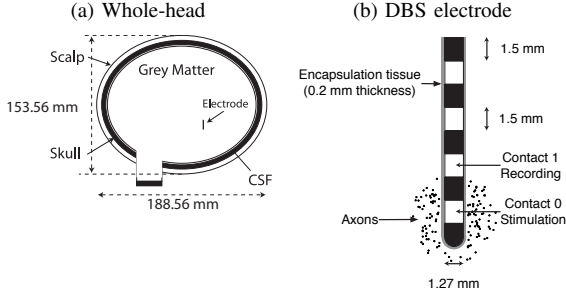 (a) Whole-head
Scalp
Grey Matter
153.56 mm
Electrode
Skull
CSF
188.56 mm
(b) DBS electrode
1.5 mm
Encapsulation tissue
(0.2 mm thickness)
1.5 mm
Contact 1
Recording
Contact 0
Stimulation
Axons
1.27 mm